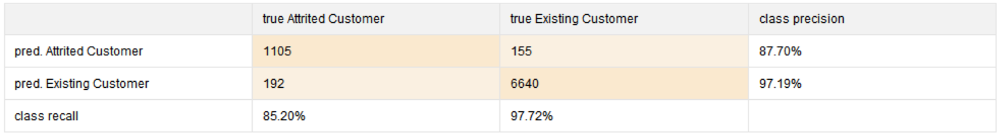 true Attrited Customer true Existing Customer class precision
pred. Attrited Customer 1105 155 87.70%
pred. Existing Customer 192 6640 97.19%
class recall 85.20% 97.72%